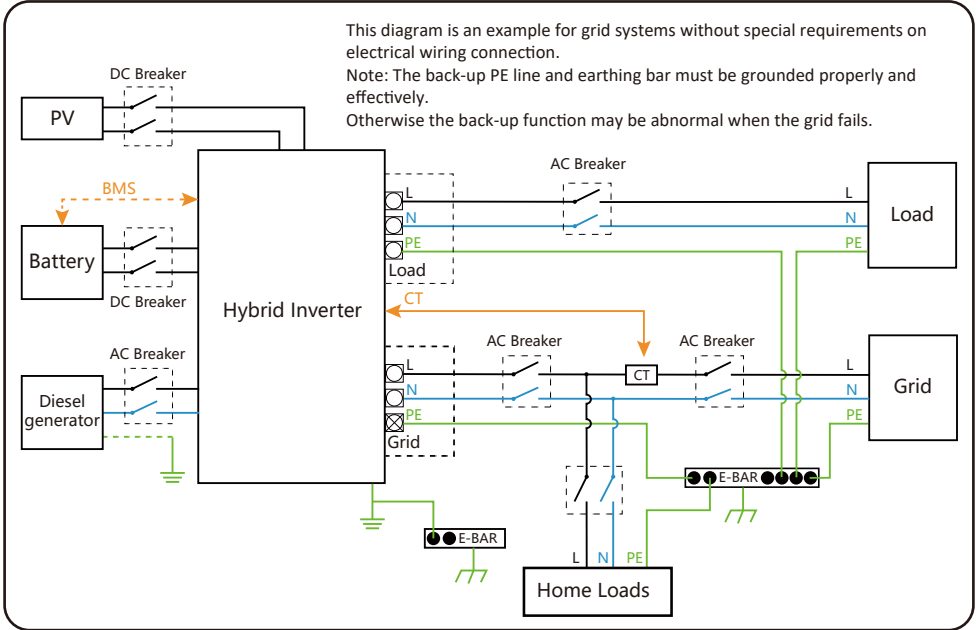 This diagram is an example for grid systems without special requirements on
electrical wiring connection.
Note: The back-up PE line and earthing bar must be grounded properly and
effectively.
Otherwise the back-up function may be abnormal when the grid fails.
DC Breaker
PV
BMS
Battery
DC Breaker
AC Breaker
Diesel
generator
Hybrid Inverter
L
N
PE
Load
CT
L
N
PE
Grid
AC Breaker
L
N
PE
Load
AC Breaker
CT
AC Breaker
L
N
PE
Grid
E-BAR
E-BAR
L
N
PE
Home Loads